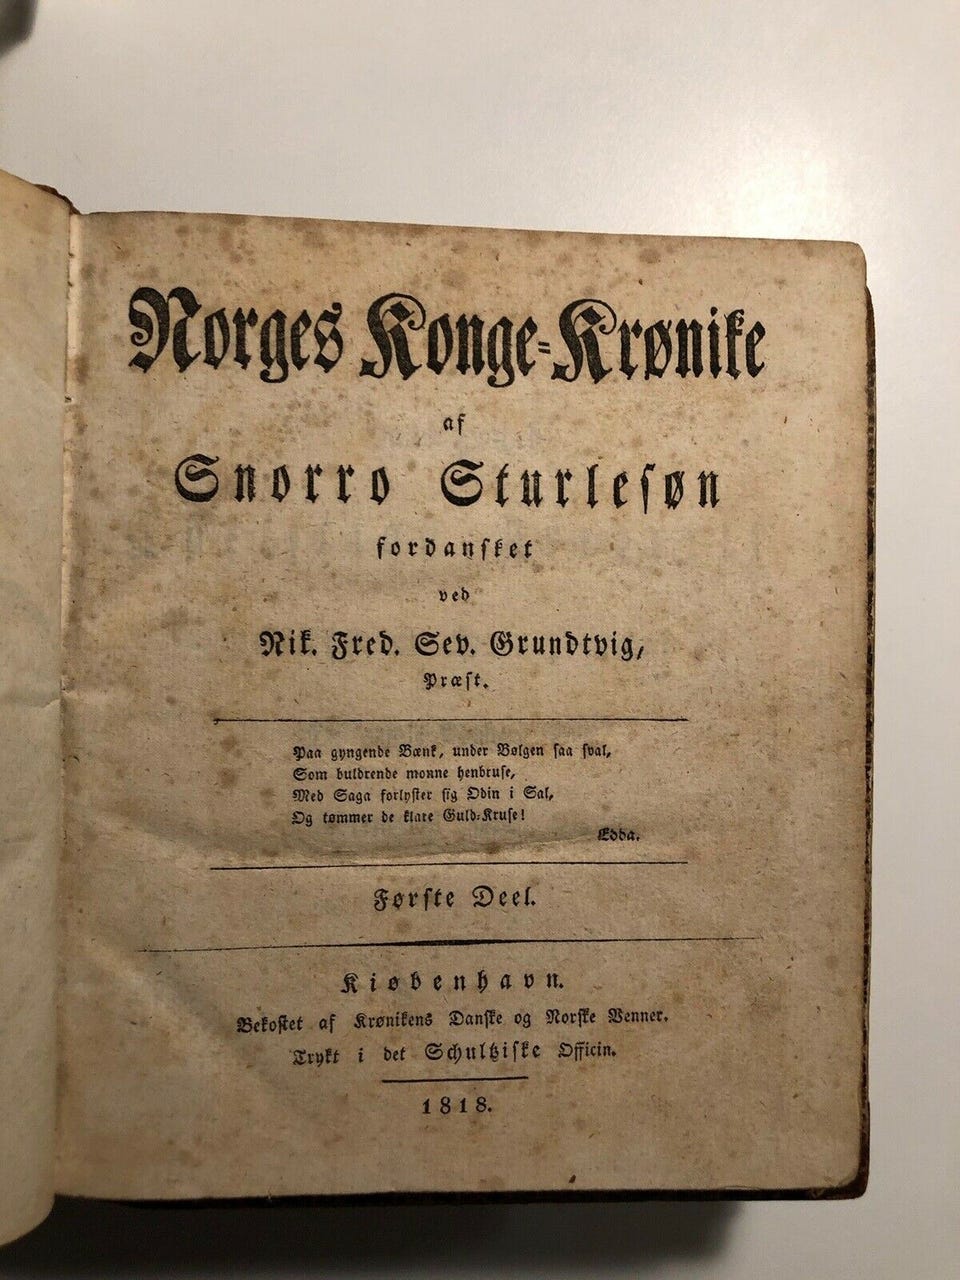 Norges Konge-Krønike
af
Snorro Sturlesøn
fordansket
ved
Nik. Fred. Sev. Grundtvig,
Præst.
Paa gyngende Bænk, under Bølgen saa sval,
Som buldrende monne henbruse,
Med Saga forlyster sig Odin i Sal,
Og tømmer de klare Guld-Kruse!
Edda.
Første Deel.
Kiøbenhavn.
Bekostet af Krønikens Danske og Norske Venner.
Trykt i det Schultziske Officin.
1818.